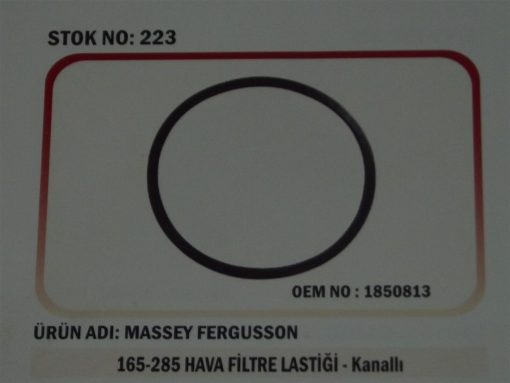 STOK NO: 223
OEM NO : 1850813
ÜRÜN ADI: MASSEY FERGUSSON
165-285 HAVA FİLTRE LASTİĞİ - Kanallı